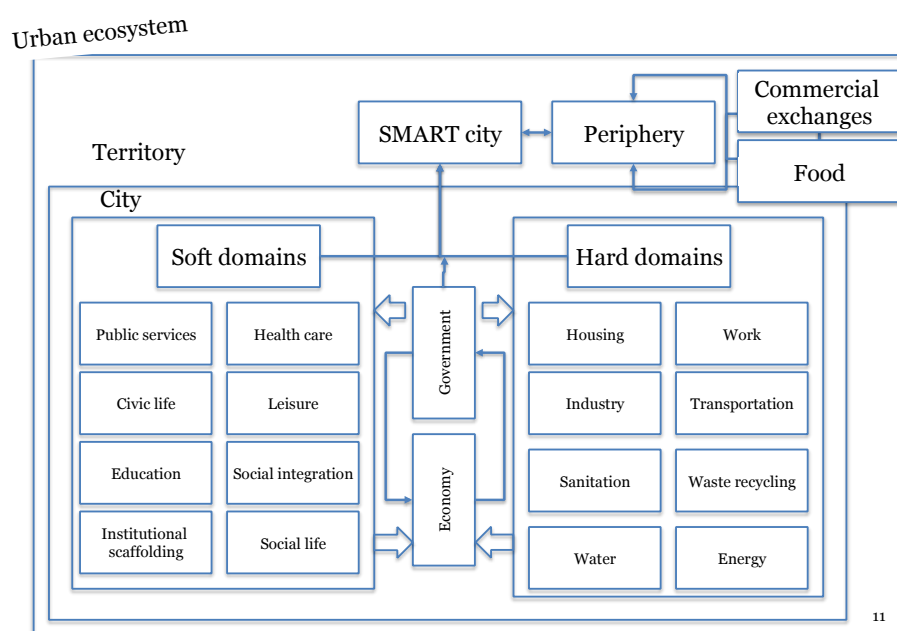 Urban ecosystem
Commercial
exchanges
SMART city
Periphery
Territory
Food
City
Soft domains
Hard domains
Public services
Health care
Government
Housing
Work
Civic life
Leisure
Industry
Transportation
Education
Social integration
Economy
Sanitation
Waste recycling
Institutional
scaffolding
Social life
Water
Energy
11